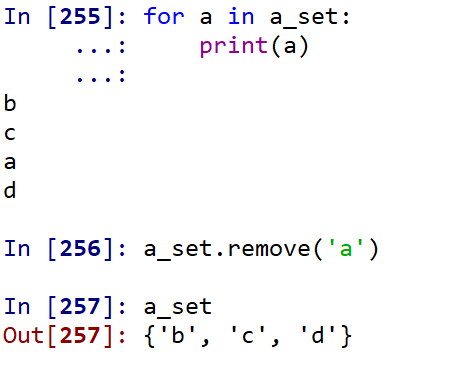 In [255]: for a in a_set:
     ...:     print(a)
     ...:
b
c
a
d
In [256]: a_set.remove('a')
In [257]: a_set
Out[257]: {'b', 'c', 'd'}